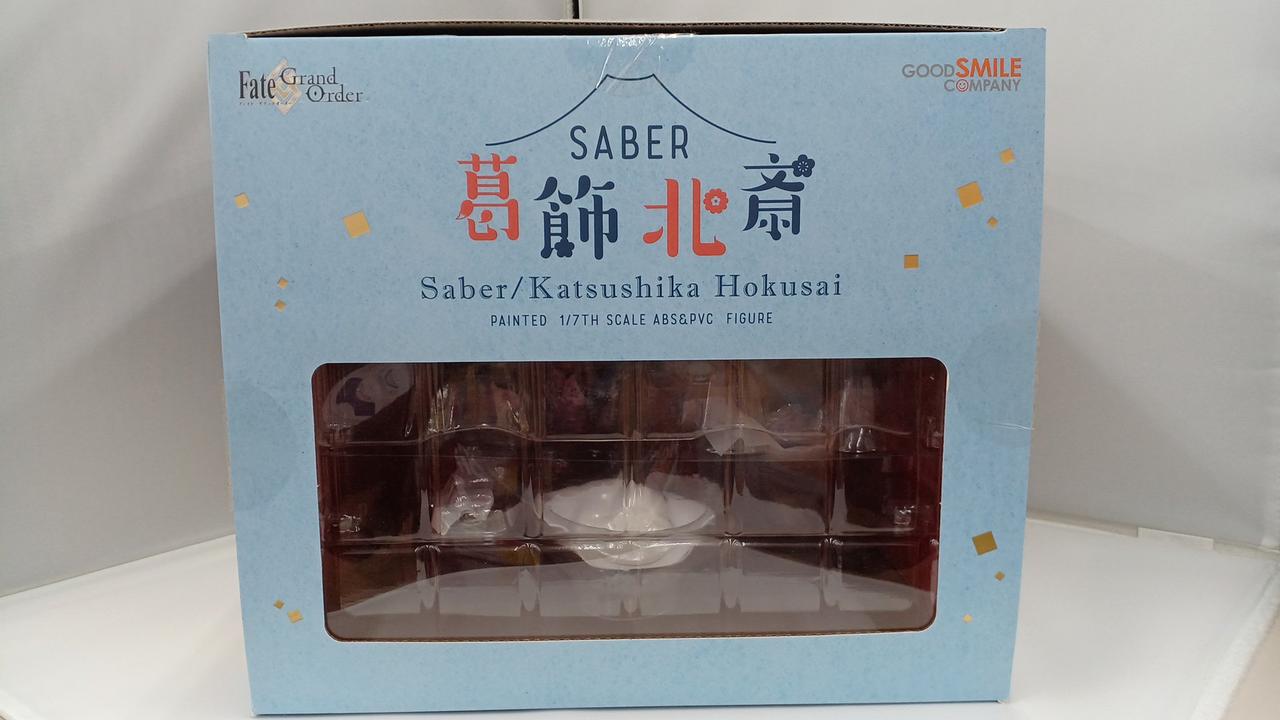 Fate Grand Order
GOOD SMILE COMPANY
SABER
葛飾北斎
Saber/Katsushika Hokusai
PAINTED 1/7TH SCALE ABS&PVC FIGURE